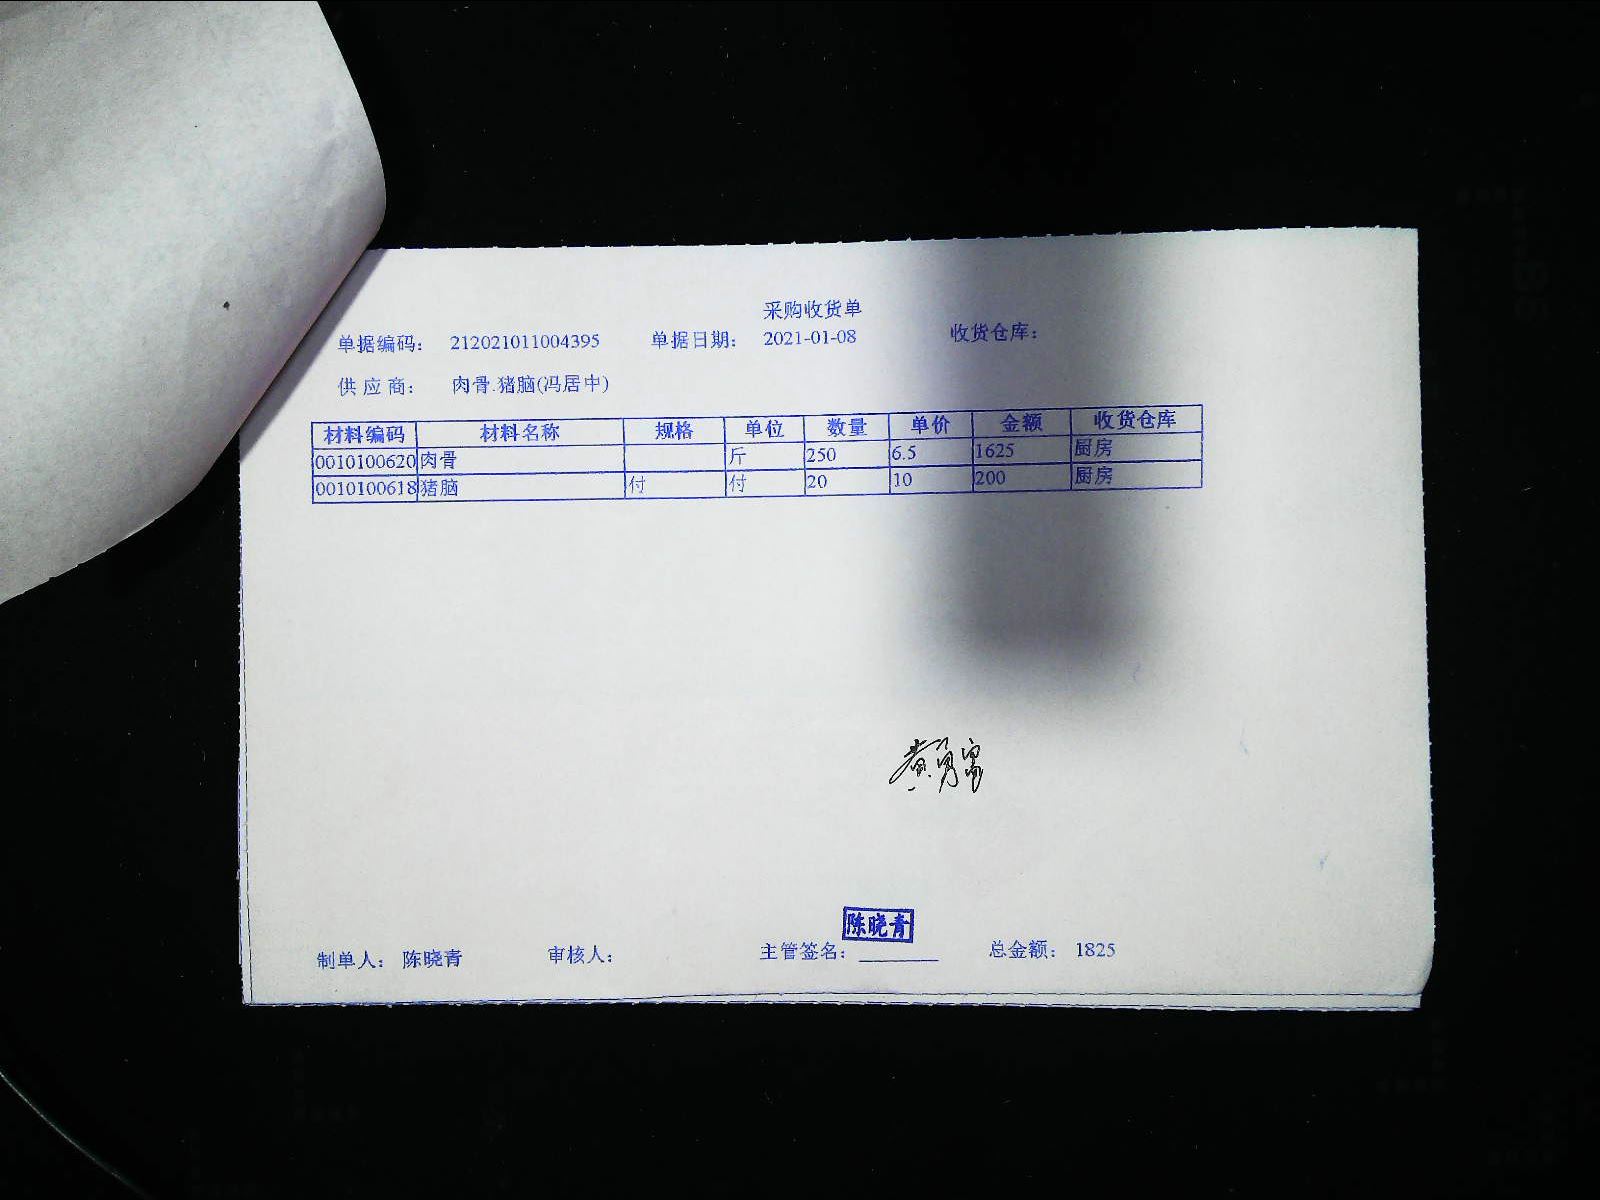 采购收货单
单据编码： 212021011004395 单据日期： 2021-01-08 收货仓库：
供 应 商： 肉骨.猪脑(冯居中)
材料编码 材料名称 规格 单位 数量 单价 金额 收货仓库
0010100620 肉骨 斤 250 6.5 1625 厨房
0010100618 猪脑 付 付 20 10 200 厨房
陈晓青
制单人： 陈晓青 审核人： 主管签名：________ 总金额： 1825